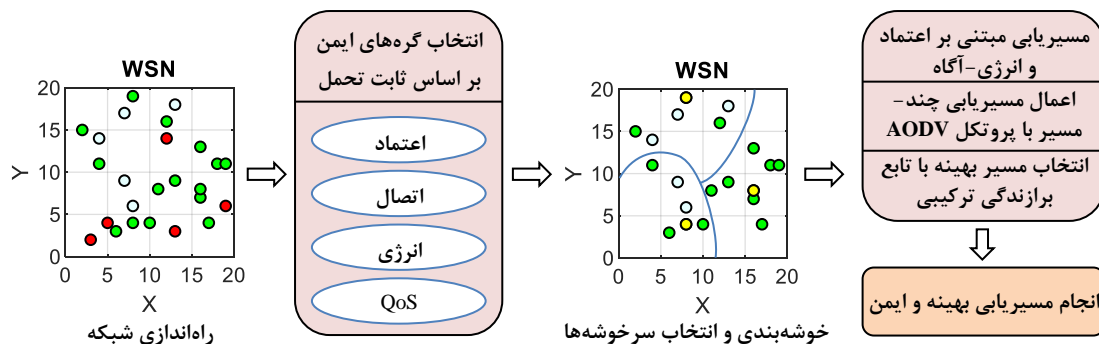 WSN
20
15
10
5
0
Y
0 5 10 15 20
X
راه‌اندازی شبکه
انتخاب گره‌های ایمن
بر اساس ثابت تحمل
اعتماد
اتصال
انرژی
QoS
WSN
20
15
10
5
0
Y
0 5 10 15 20
X
خوشه‌بندی و انتخاب سرخوشه‌ها
مسیریابی مبتنی بر اعتماد
و انرژی-آگاه
اعمال مسیریابی چند-
مسیر با پروتکل AODV
انتخاب مسیر بهینه با تابع
برازندگی ترکیبی
انجام مسیریابی بهینه و ایمن